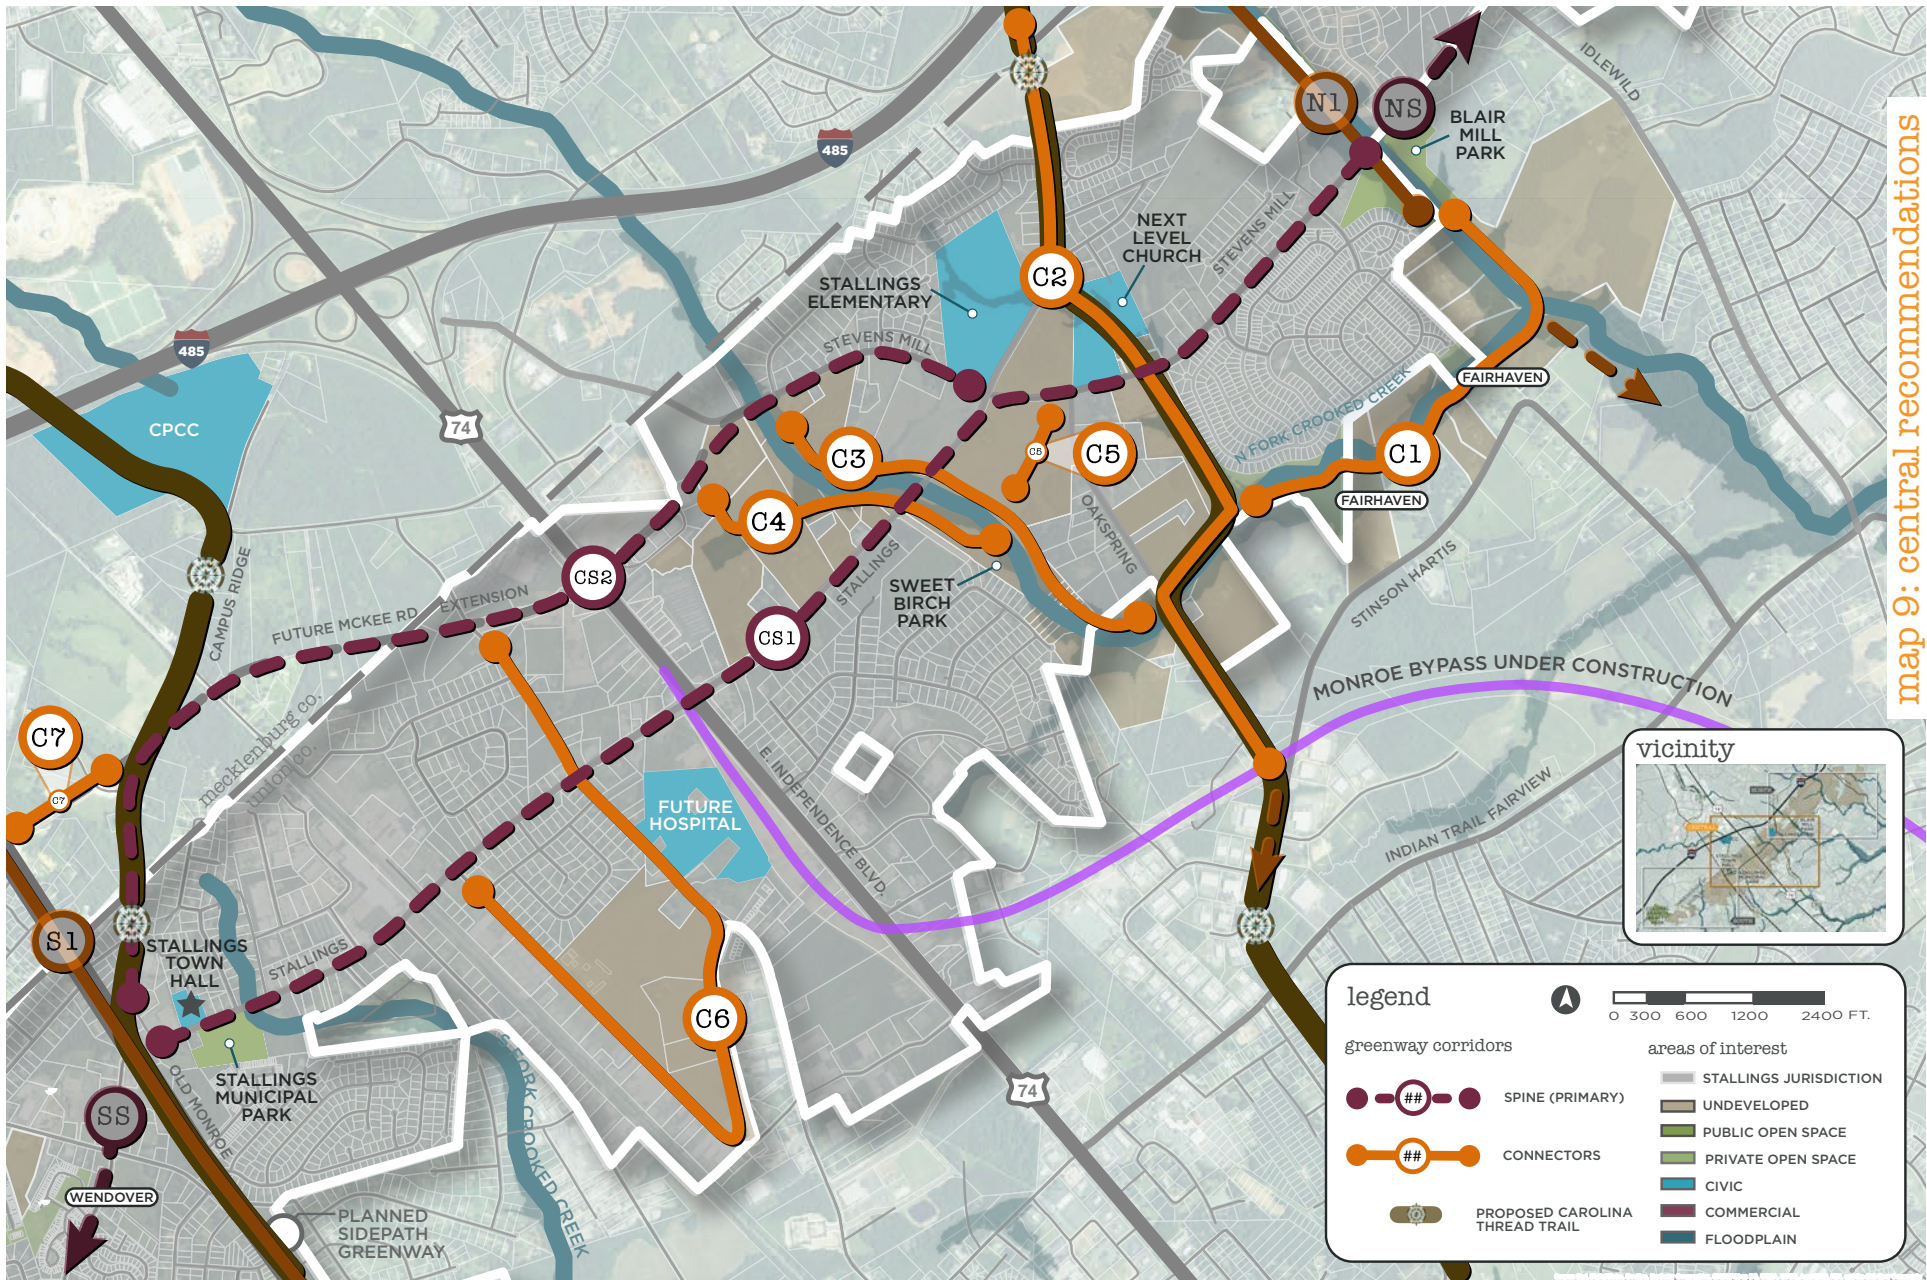 map 9: central recommendations
IDLEWILD
N1
NS
BLAIR
MILL
PARK
485
STEVENS MILL
NEXT
LEVEL
CHURCH
C2
STALLINGS
ELEMENTARY
STEVENS MILL
485
FAIRHAVEN
N FORK CROOKED CREEK
74
CPCC
C3
C5
C5
C1
FAIRHAVEN
C4
OAKSPRING
STALLINGS
SWEET
BIRCH
PARK
STINSON HARTIS
CS2
CAMPUS RIDGE
FUTURE MCKEE RD
EXTENSION
CS1
MONROE BYPASS UNDER CONSTRUCTION
mecklenburg co.
union co.
C7
C7
E. INDEPENDENCE BLVD.
FUTURE
HOSPITAL
INDIAN TRAIL FAIRVIEW
S1
STALLINGS
TOWN
HALL
STALLINGS
C6
STALLINGS
MUNICIPAL
PARK
OLD MONROE
S FORK CROOKED CREEK
74
SS
WENDOVER
PLANNED
SIDEPATH
GREENWAY
vicinity
legend
0 300 600 1200 2400 FT.
greenway corridors
## SPINE (PRIMARY)
## CONNECTORS
PROPOSED CAROLINA
THREAD TRAIL
areas of interest
STALLINGS JURISDICTION
UNDEVELOPED
PUBLIC OPEN SPACE
PRIVATE OPEN SPACE
CIVIC
COMMERCIAL
FLOODPLAIN